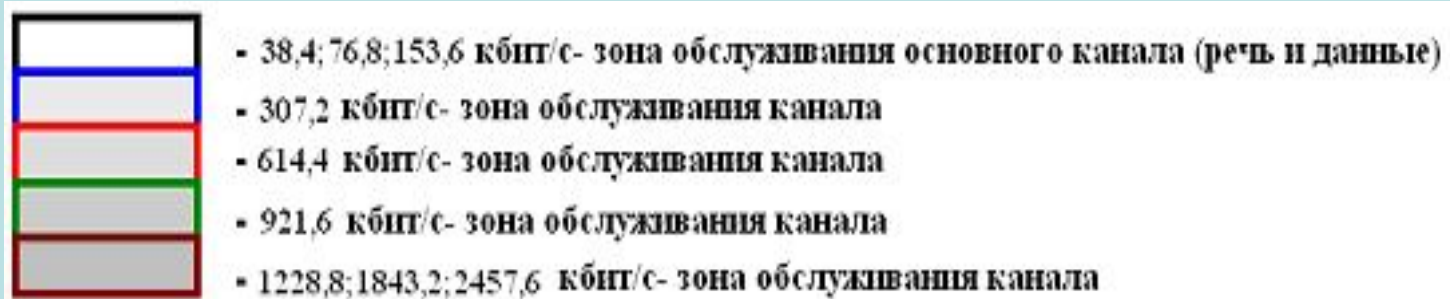 - 38,4;76,8;153,6 кбит/с- зона обслуживания основного канала (речь и данные)
- 307,2 кбит/с- зона обслуживания канала
- 614,4 кбит/с- зона обслуживания канала
- 921,6 кбит/с- зона обслуживания канала
- 1228,8;1843,2;2457,6 кбит/с- зона обслуживания канала